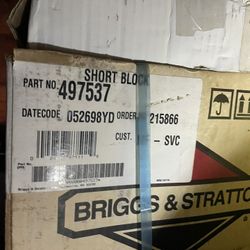 SHORT BLOCK
PART NO. 497537
DATECODE 052698YD ORDER 215866
CUST. - SVC
BRIGGS & STRATTO